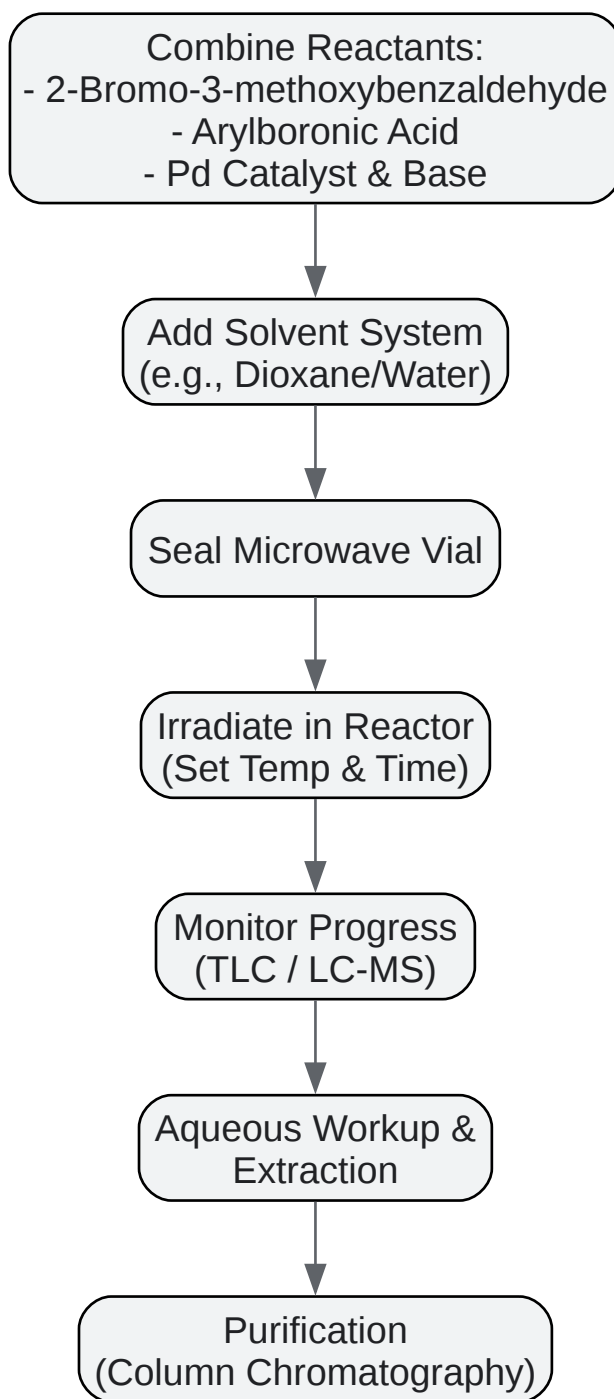 Combine Reactants:
- 2-Bromo-3-methoxybenzaldehyde
- Arylboronic Acid
- Pd Catalyst & Base
Add Solvent System
(e.g., Dioxane/Water)
Seal Microwave Vial
Irradiate in Reactor
(Set Temp & Time)
Monitor Progress
(TLC / LC-MS)
Aqueous Workup &
Extraction
Purification
(Column Chromatography)